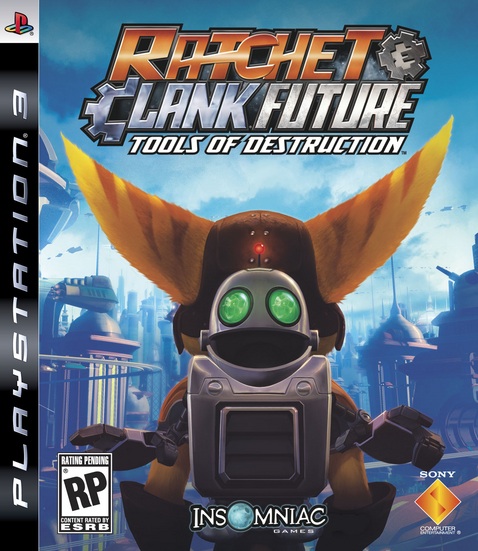 PLAYSTATION 3
RATCHET &
CLANK FUTURE
TOOLS OF DESTRUCTION™
RATING PENDING
RP
®
CONTENT RATED BY
ESRB
INSOMNIAC
GAMES
SONY
COMPUTER
ENTERTAINMENT